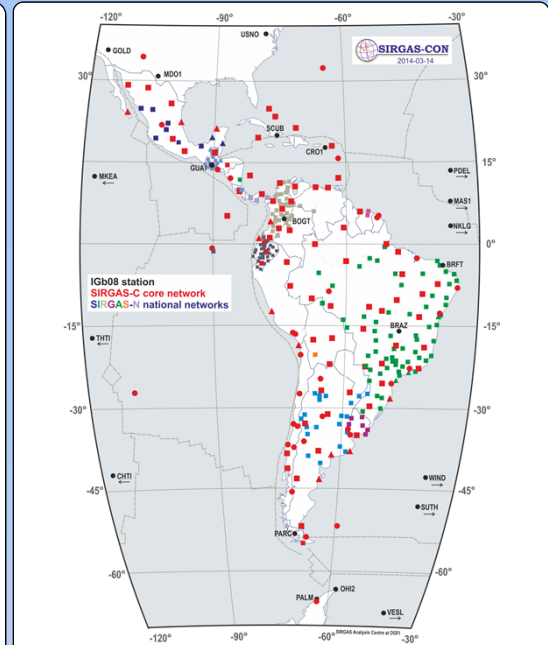 -120°
-90°
-60°
-30°
USNO
GOLD
SIRGAS-CON
2014-03-14
MDO1
30°
30°
SCUB
CRO1
15°
15°
GUAT
PDEL
MKEA
MAS1
BOGT
NKLG
0°
0°
BRFT
IGb08 station
SIRGAS-C core network
SIRGAS-N national networks
-15°
BRAZ
-15°
THTI
-30°
-30°
CHTI
WIND
-45°
-45°
SUTH
PARC
-60°
-60°
OHI2
PALM
VESL
SIRGAS Analysis Centre at DGFI
-120°
-90°
-60°
-30°